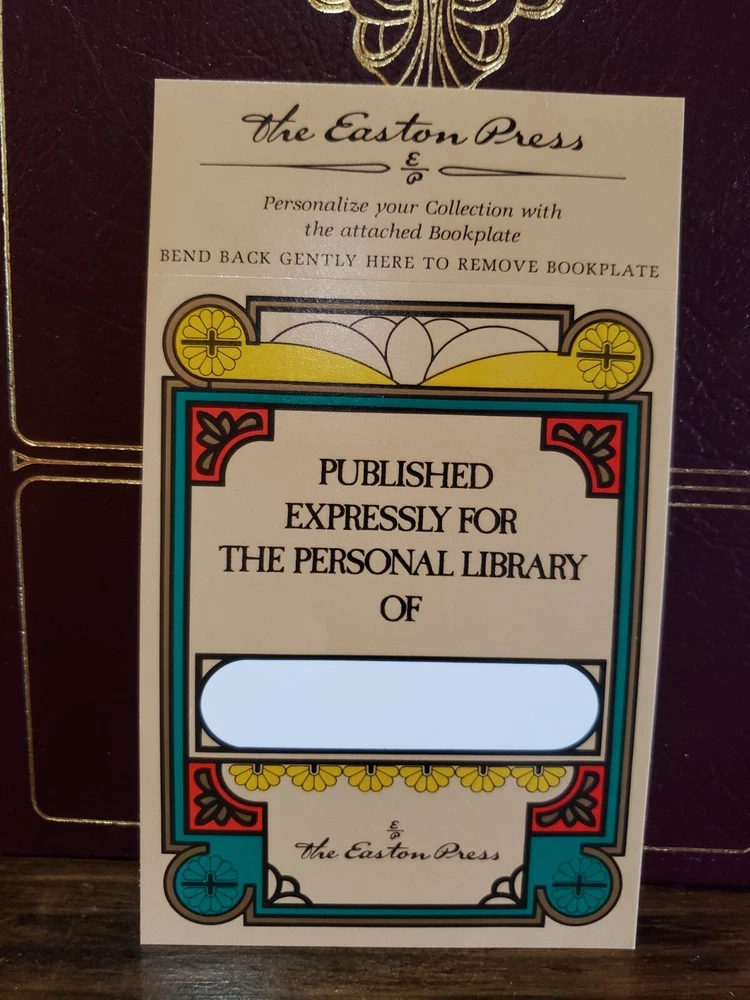 The Easton Press
E
P
Personalize your Collection with
the attached Bookplate
BEND BACK GENTLY HERE TO REMOVE BOOKPLATE
PUBLISHED
EXPRESSLY FOR
THE PERSONAL LIBRARY
OF
E
P
The Easton Press